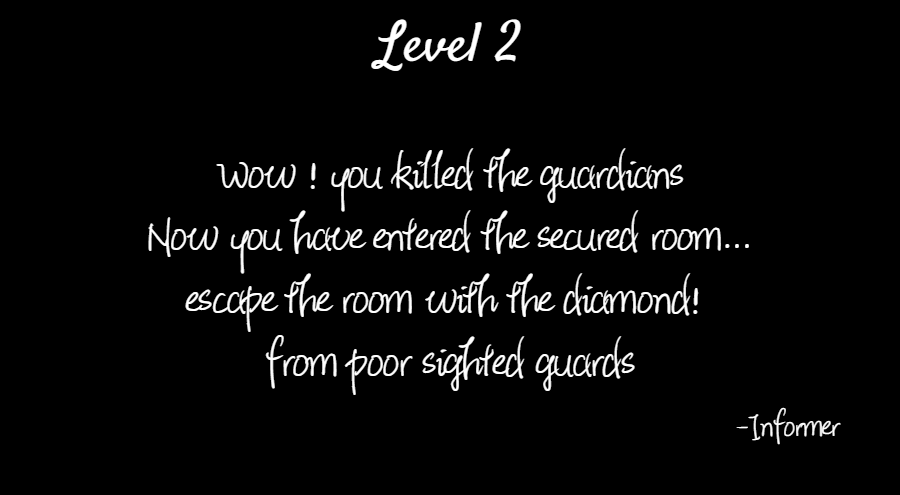 Level 2
Wow ! you killed the guardians
Now you have entered the secured room...
escape the room with the diamond!
from poor sighted guards
-Informer